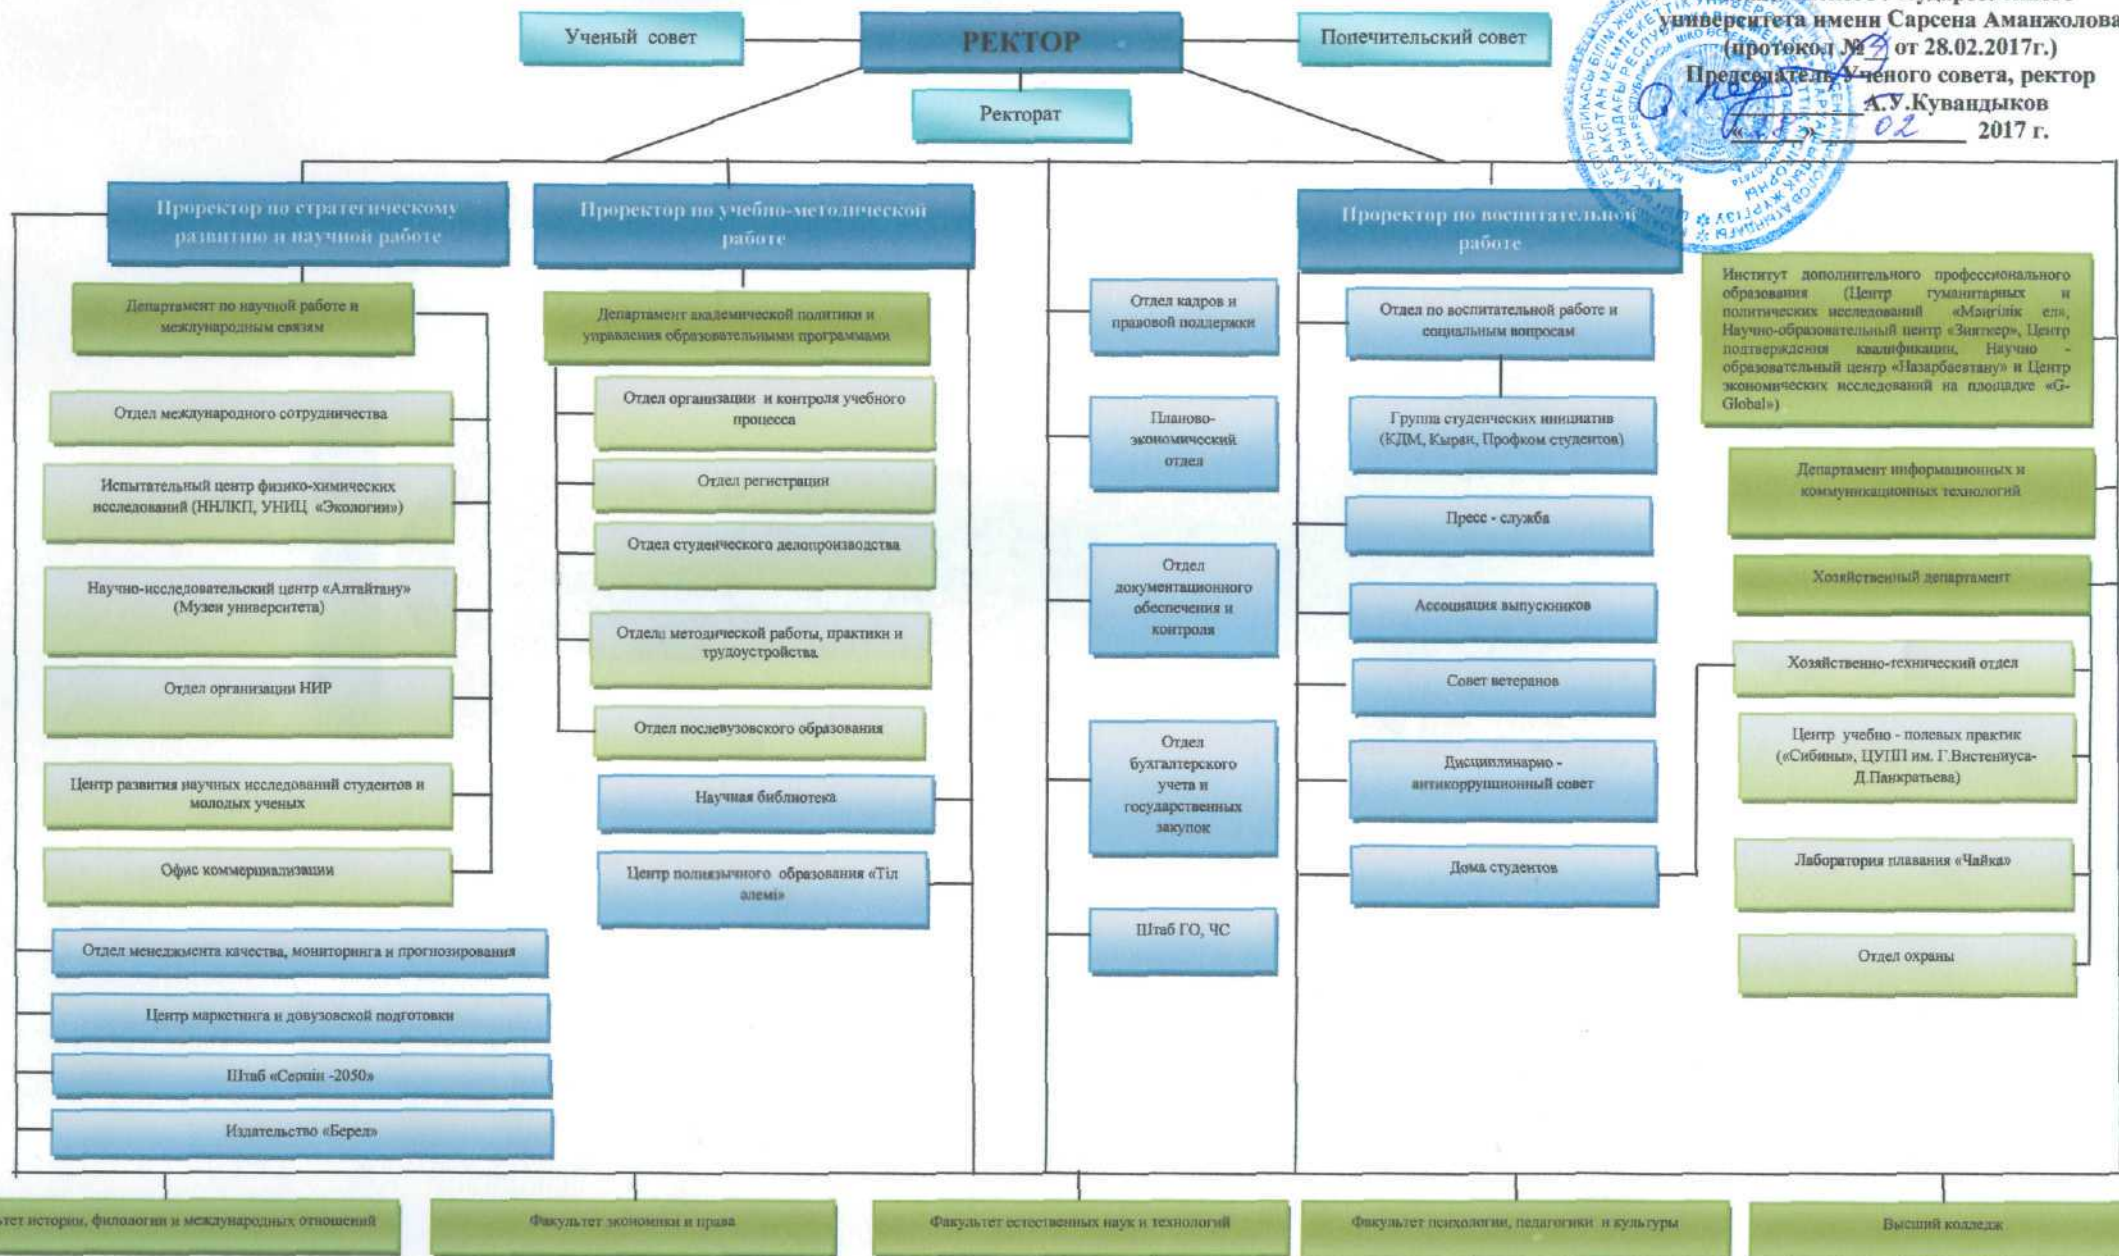 Ученый совет
РЕКТОР
Попечительский совет
Ректорат
университета имени Сарсена Аманжолова
(протокол № от 28.02.2017г.)
Председатель Ученого совета, ректор
А.У.Кувандыков
02 2017 г.
Проректор по стратегическому
развитию и научной работе
Проректор по учебно-методической
работе
Проректор по воспитательной
работе
Департамент по научной работе и
международным связям
Отдел международного сотрудничества
Испытательный центр физико-химических
исследований (ННЛКП, УНИЦ «Экологии»)
Научно-исследовательский центр «Алтайтану»
(Музеи университета)
Отдел организации НИР
Центр развития научных исследований студентов и
молодых ученых
Офис коммерциализации
Отдел менеджмента качества, мониторинга и прогнозирования
Центр маркетинга и довузовской подготовки
Штаб «Серпін -2050»
Издательство «Берел»
Департамент академической политики и
управления образовательными программами
Отдел организации и контроля учебного
процесса
Отдел регистрации
Отдел студенческого делопроизводства
Отдел методической работы, практики и
трудоустройства
Отдел послевузовского образования
Научная библиотека
Центр полиязычного образования «Тіл
әлемі»
Отдел кадров и
правовой поддержки
Планово-
экономический
отдел
Отдел
документационного
обеспечения и
контроля
Отдел
бухгалтерского
учета и
государственных
закупок
Штаб ГО, ЧС
Отдел по воспитательной работе и
социальным вопросам
Группа студенческих инициатив
(КДМ, Кыран, Профком студентов)
Пресс - служба
Ассоциация выпускников
Совет ветеранов
Дисциплинарно -
антикоррупционный совет
Дома студентов
Институт дополнительного профессионального
образования (Центр гуманитарных и
политических исследований «Мәңгілік ел»,
Научно-образовательный центр «Зияткер», Центр
подтверждения квалификации, Научно -
образовательный центр «Назарбаевтану» и Центр
экономических исследований на площадке «G-
Global»)
Департамент информационных и
коммуникационных технологий
Хозяйственный департамент
Хозяйственно-технический отдел
Центр учебно - полевых практик
(«Сибины», ЦУПП им. Г.Вистениуса-
Д.Панкратьева)
Лаборатория плавания «Чайка»
Отдел охраны
истории, филологии и международных отношений
Факультет экономики и права
Факультет естественных наук и технологий
Факультет психологии, педагогики и культуры
Высший колледж